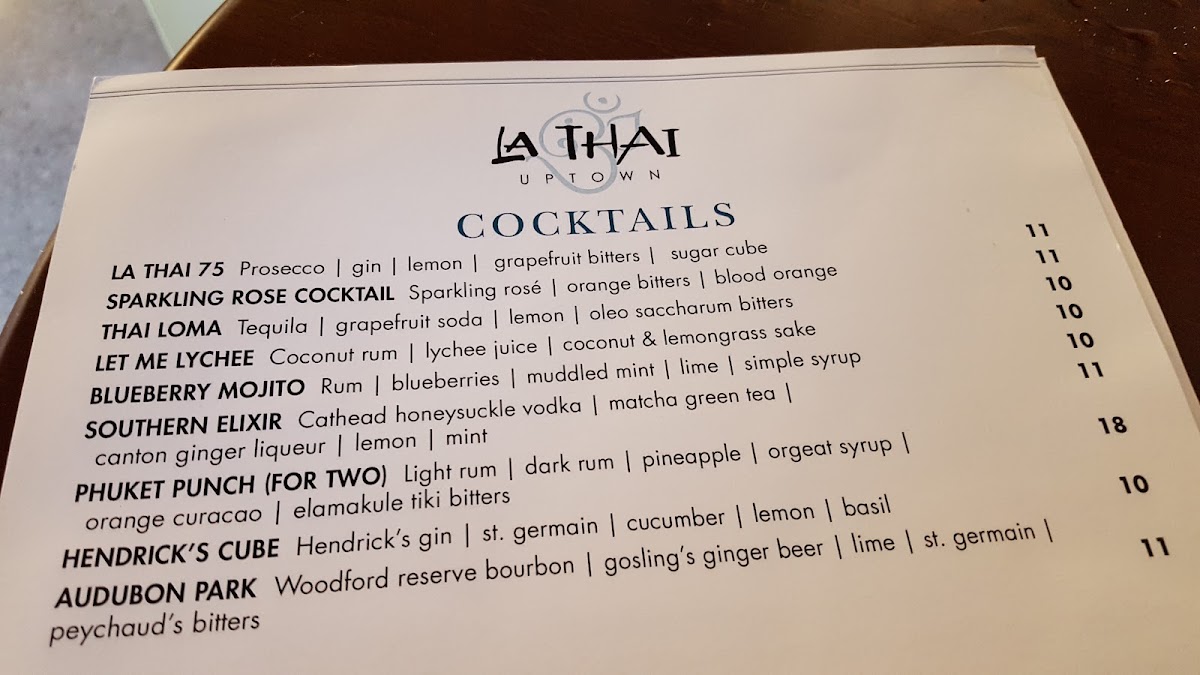 LA THAI
UPTOWN
COCKTAILS
LA THAI 75 Prosecco | gin | lemon | grapefruit bitters | sugar cube 11
SPARKLING ROSE COCKTAIL Sparkling rosé | orange bitters | blood orange 11
THAI LOMA Tequila | grapefruit soda | lemon | oleo saccharum bitters 10
LET ME LYCHEE Coconut rum | lychee juice | coconut & lemongrass sake 10
BLUEBERRY MOJITO Rum | blueberries | muddled mint | lime | simple syrup 10
SOUTHERN ELIXIR Cathead honeysuckle vodka | matcha green tea | 11
canton ginger liqueur | lemon | mint
PHUKET PUNCH (FOR TWO) Light rum | dark rum | pineapple | orgeat syrup | 18
orange curacao | elamakule tiki bitters
HENDRICK'S CUBE Hendrick's gin | st. germain | cucumber | lemon | basil 10
AUDUBON PARK Woodford reserve bourbon | gosling's ginger beer | lime | st. germain | 11
peychaud's bitters